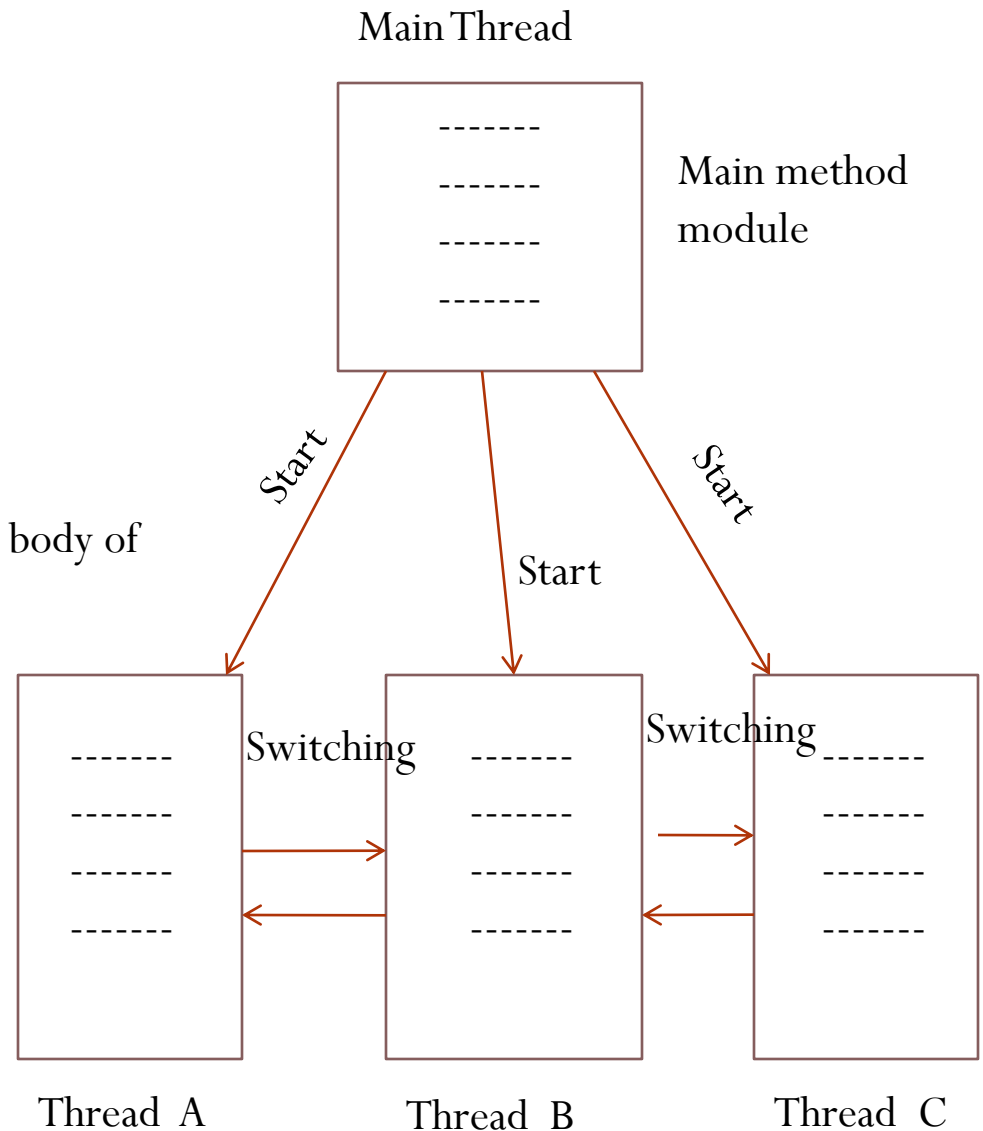 Main Thread
-------
-------
-------
-------
Main method
module
Start
Start
Start
body of
Switching
Switching
-------
-------
-------
-------
-------
-------
-------
-------
-------
-------
-------
-------
Thread A
Thread B
Thread C